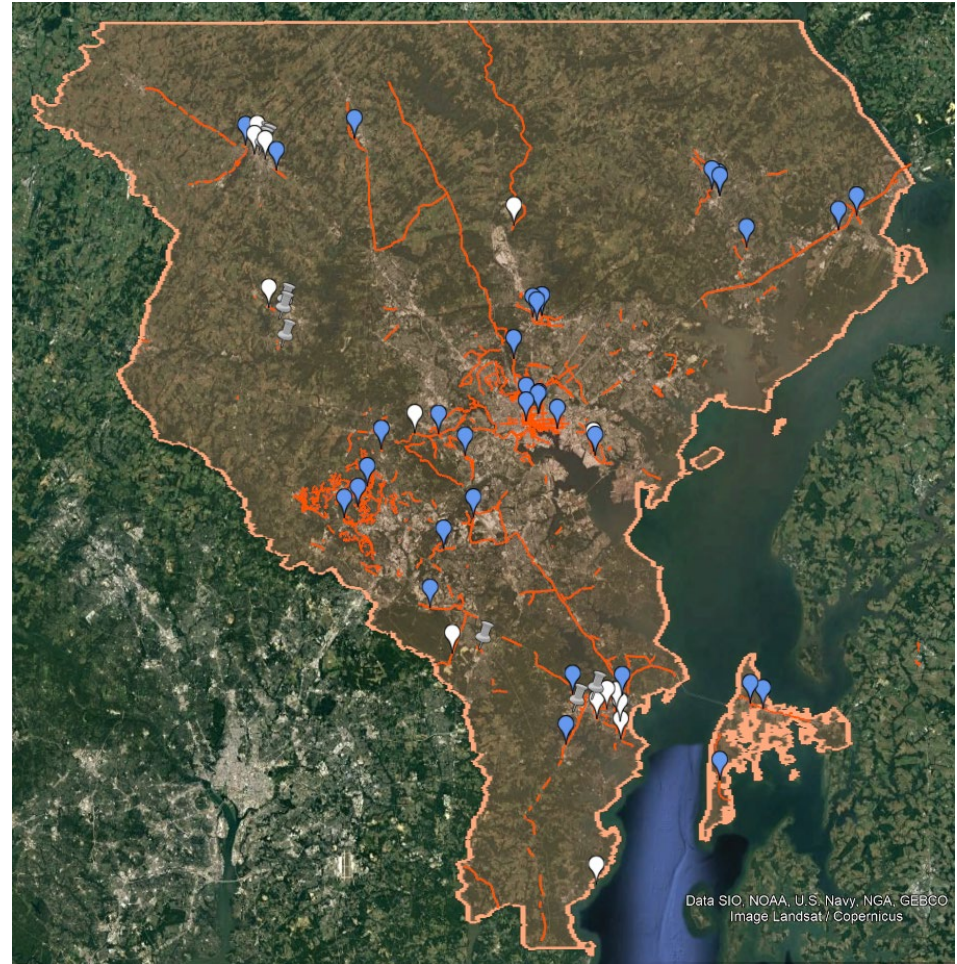 Data SIO, NOAA, U.S. Navy, NGA, GEBCO
Image Landsat / Copernicus